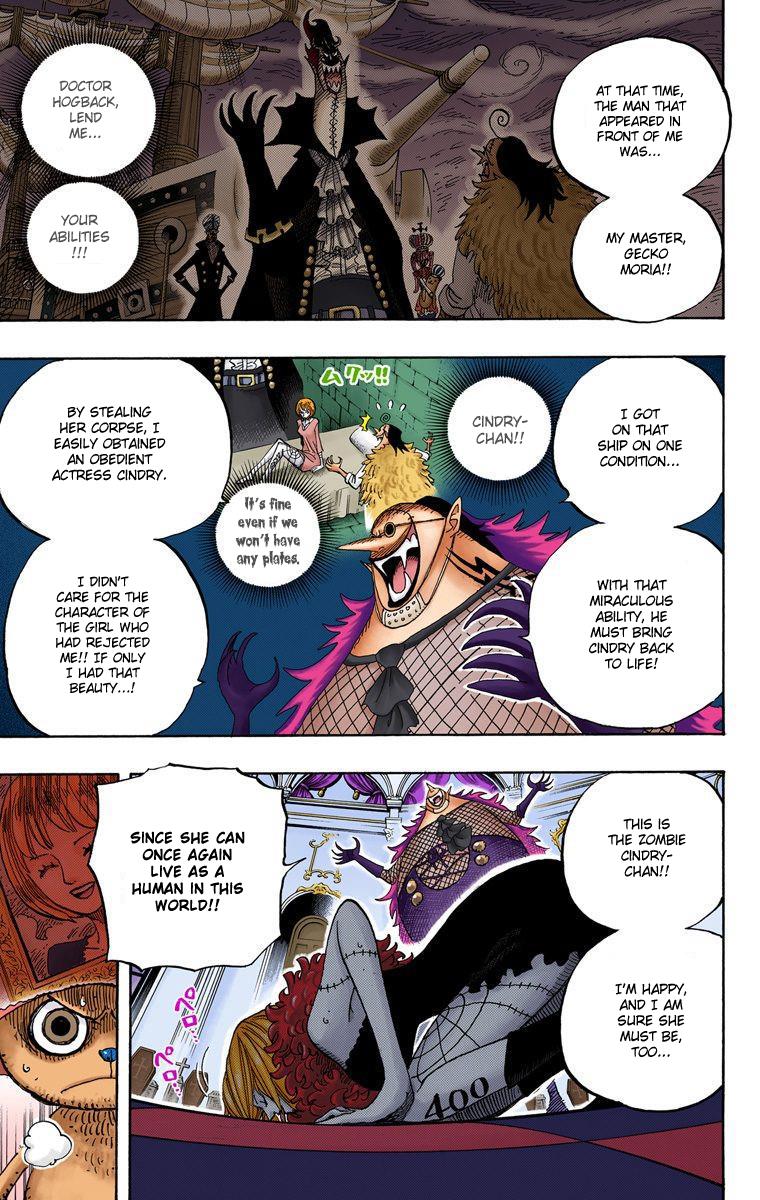 AT THAT TIME,
THE MAN THAT
APPEARED IN
FRONT OF ME
WAS...
MY MASTER,
GECKO
MORIA!!
DOCTOR
HOGBACK,
LEND
ME...
YOUR
ABILITIES
!!!
I GOT
ON THAT
SHIP ON ONE
CONDITION...
WITH THAT
MIRACULOUS
ABILITY, HE
MUST BRING
CINDRY BACK
TO LIFE!
CINDRY-
CHAN!!
ムクッ!!
It's fine
even if we
won't have
any plates.
BY STEALING
HER CORPSE, I
EASILY OBTAINED
AN OBEDIENT
ACTRESS CINDRY.
I DIDN'T
CARE FOR THE
CHARACTER OF
THE GIRL WHO
HAD REJECTED
ME!! IF ONLY
I HAD THAT
BEAUTY...!
THIS IS
THE ZOMBIE
CINDRY-
CHAN!!
I'M HAPPY,
AND I AM
SURE SHE
MUST BE,
TOO...
SINCE SHE CAN
ONCE AGAIN
LIVE AS A
HUMAN IN THIS
WORLD!!
400